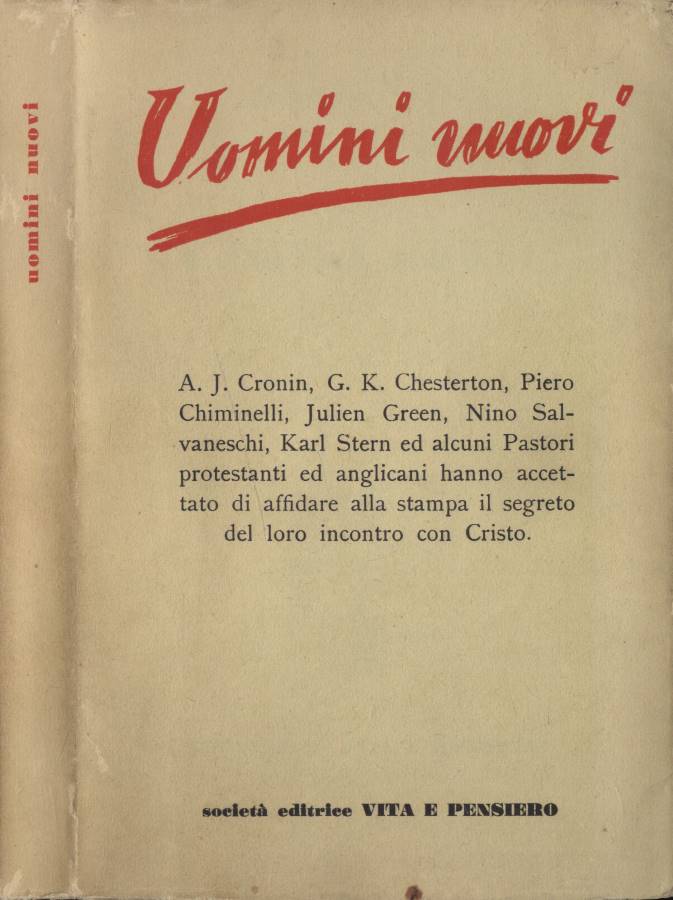 uomini nuovi
Uomini nuovi
A. J. Cronin, G. K. Chesterton, Piero
Chiminelli, Julien Green, Nino Sal-
vaneschi, Karl Stern ed alcuni Pastori
protestanti ed anglicani hanno accet-
tato di affidare alla stampa il segreto
del loro incontro con Cristo.
società editrice VITA E PENSIERO